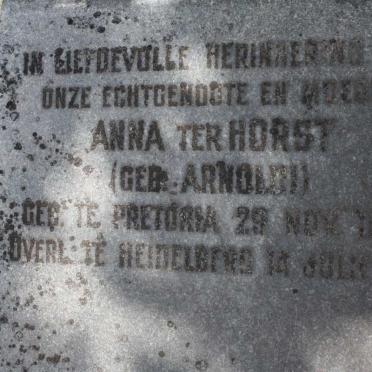 IN LIEFDEVOLLE HERINNERING
ONZE ECHTGENOOTE EN MOED
ANNA TER HORST
(GEB. ARNOLDI)
GEB. TE PRETORIA 29 NOV.
OVERL. TE HEIDELBERG 14 JULI